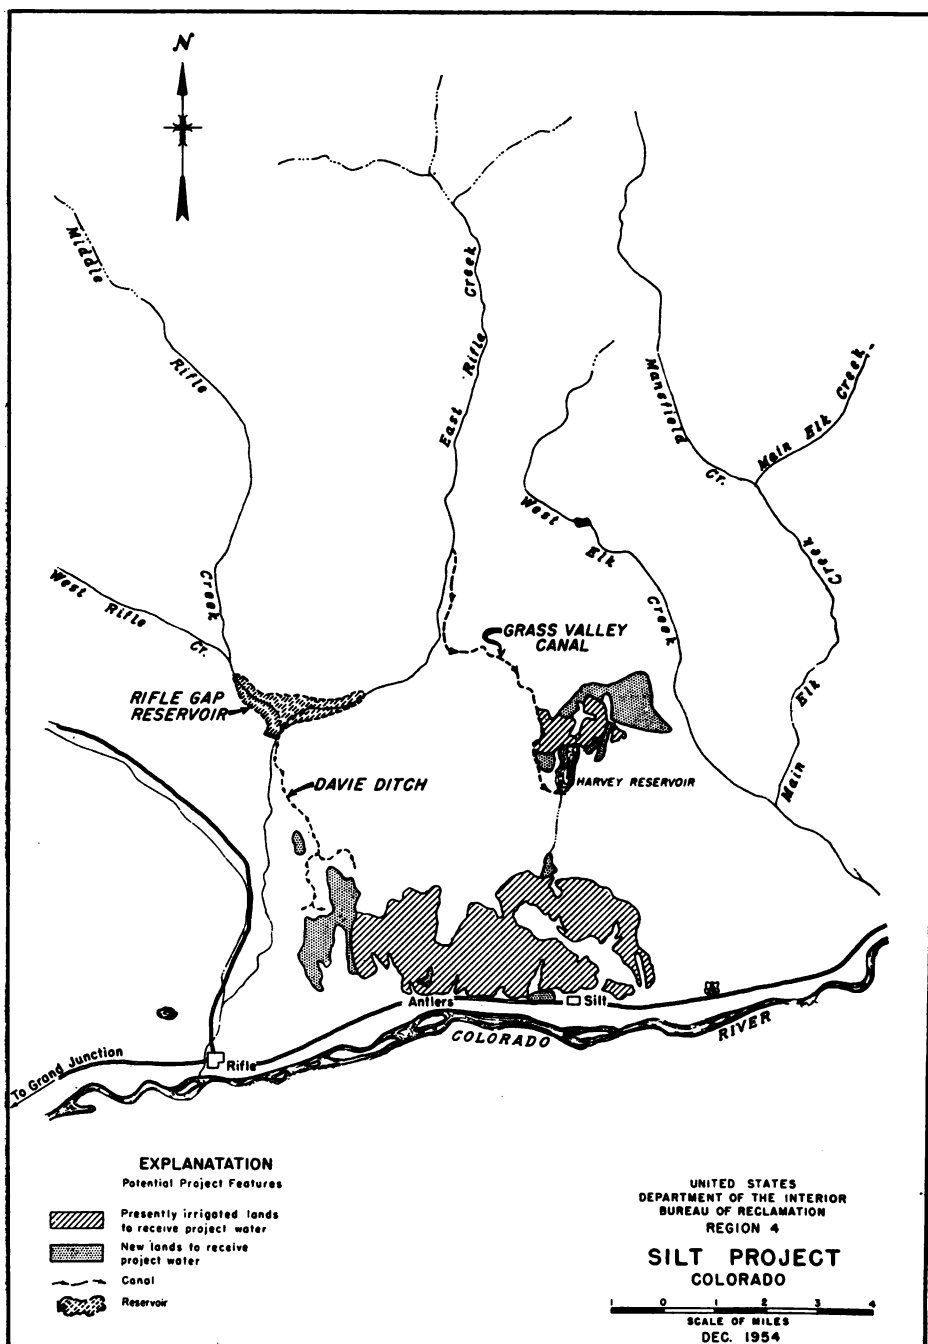 N
Middle
Rifle
Creek
East Rifle Creek
Mansfield
Cr.
Main Elk Creek
West
Elk
Creek
Creek
Elk
Main
West
Rifle
Cr.
GRASS VALLEY
CANAL
RIFLE GAP
RESERVOIR
DAVIE DITCH
HARVEY RESERVOIR
Antlers
Silt
COLORADO
RIVER
To Grand Junction
Rifle
EXPLANATATION
Potential Project Features
Presently irrigated lands
to receive project water
New lands to receive
project water
Canal
Reservoir
UNITED STATES
DEPARTMENT OF THE INTERIOR
BUREAU OF RECLAMATION
REGION 4
SILT PROJECT
COLORADO
1 0 1 2 3 4
SCALE OF MILES
DEC. 1954